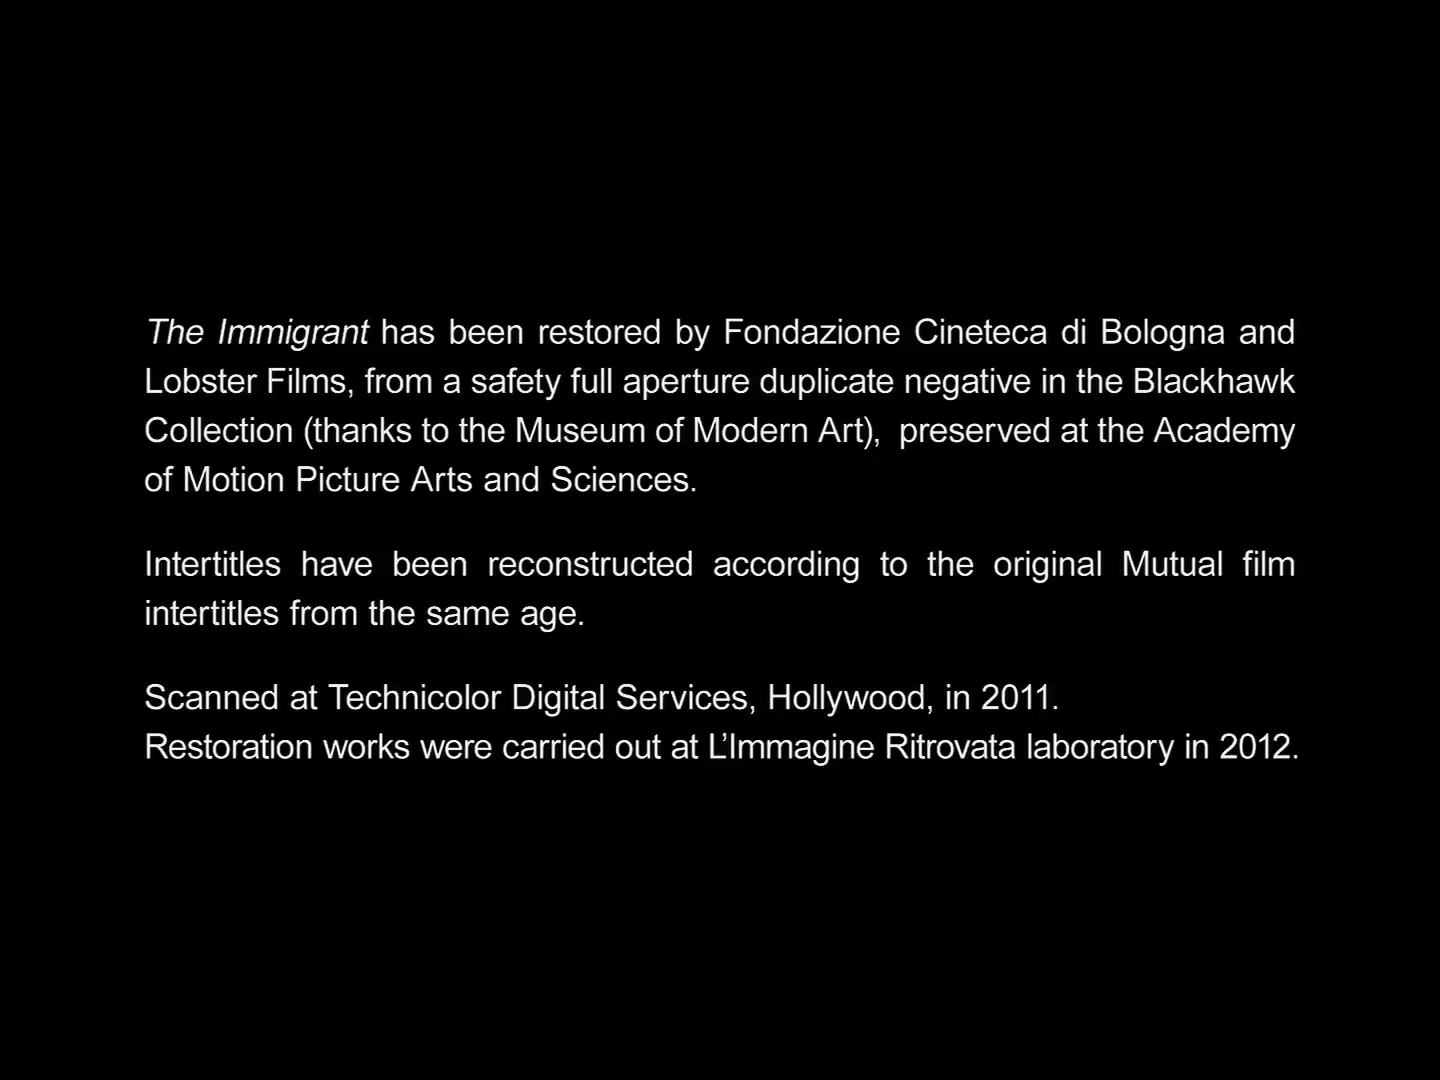 The Immigrant has been restored by Fondazione Cineteca di Bologna and
Lobster Films, from a safety full aperture duplicate negative in the Blackhawk
Collection (thanks to the Museum of Modern Art),  preserved at the Academy
of Motion Picture Arts and Sciences.
Intertitles have been reconstructed according to the original Mutual film
intertitles from the same age.
Scanned at Technicolor Digital Services, Hollywood, in 2011.
Restoration works were carried out at L’Immagine Ritrovata laboratory in 2012.